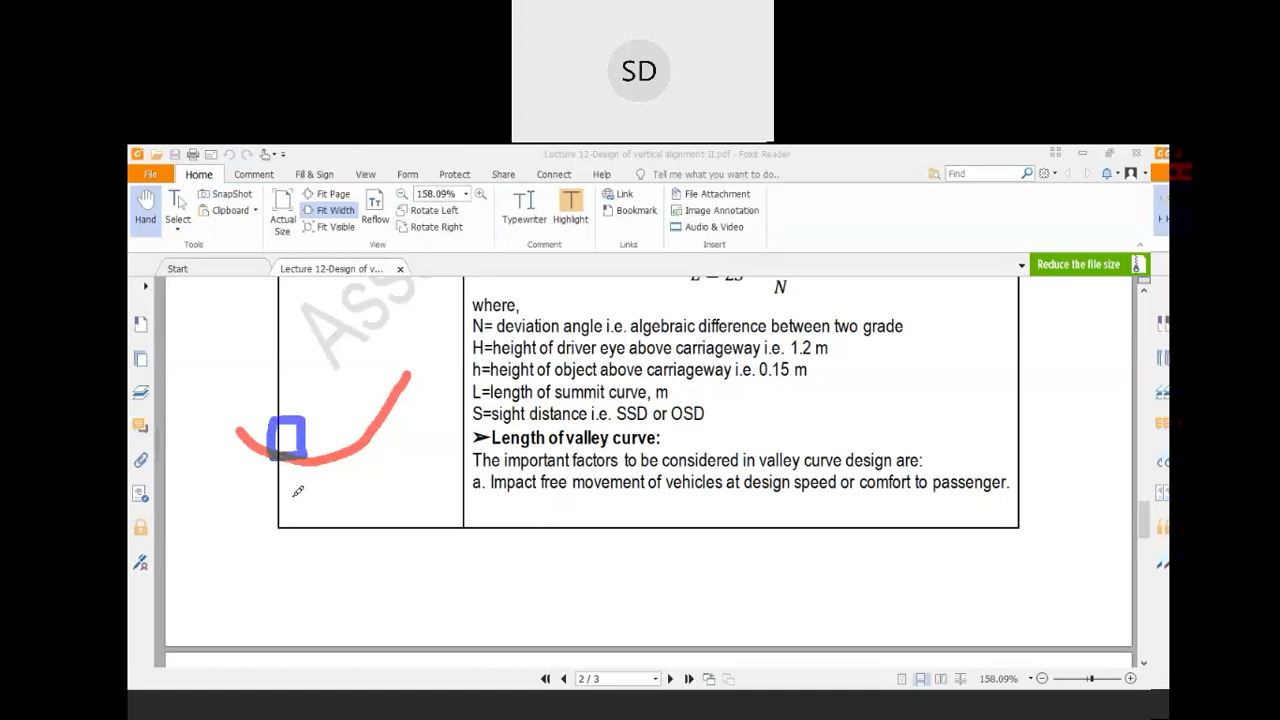 SD
Lecture 12-Design of vertical alignment II.pdf - Foxit Reader
File Home Comment Fill & Sign View Form Protect Share Connect Help Tell me what you want to do.. Find
Hand
Select
SnapShot
Clipboard
Tools
Actual Size
Fit Page
Fit Width
Fit Visible
Reflow
158.09%
Rotate Left
Rotate Right
View
Typewriter
Highlight
Comment
Link
Bookmark
Links
File Attachment
Image Annotation
Audio & Video
Insert
Start
Lecture 12-Design of v...
Reduce the file size
Ass
N
where,
N= deviation angle i.e. algebraic difference between two grade
H=height of driver eye above carriageway i.e. 1.2 m
h=height of object above carriageway i.e. 0.15 m
L=length of summit curve, m
S=sight distance i.e. SSD or OSD
➢Length of valley curve:
The important factors to be considered in valley curve design are:
a. Impact free movement of vehicles at design speed or comfort to passenger.
2 / 3
158.09%